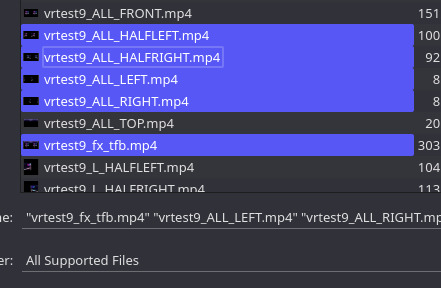 vrtest9_ALL_FRONT.mp4 151
vrtest9_ALL_HALFLEFT.mp4 100
vrtest9_ALL_HALFRIGHT.mp4 92
vrtest9_ALL_LEFT.mp4 8
vrtest9_ALL_RIGHT.mp4 8
vrtest9_ALL_TOP.mp4 20
vrtest9_fx_tfb.mp4 303
vrtest9_L_HALFLEFT.mp4 104
vrtest9_L_HALFRIGHT.mp4 113
e: "vrtest9_fx_tfb.mp4" "vrtest9_ALL_LEFT.mp4" "vrtest9_ALL_RIGHT.mp
er: All Supported Files